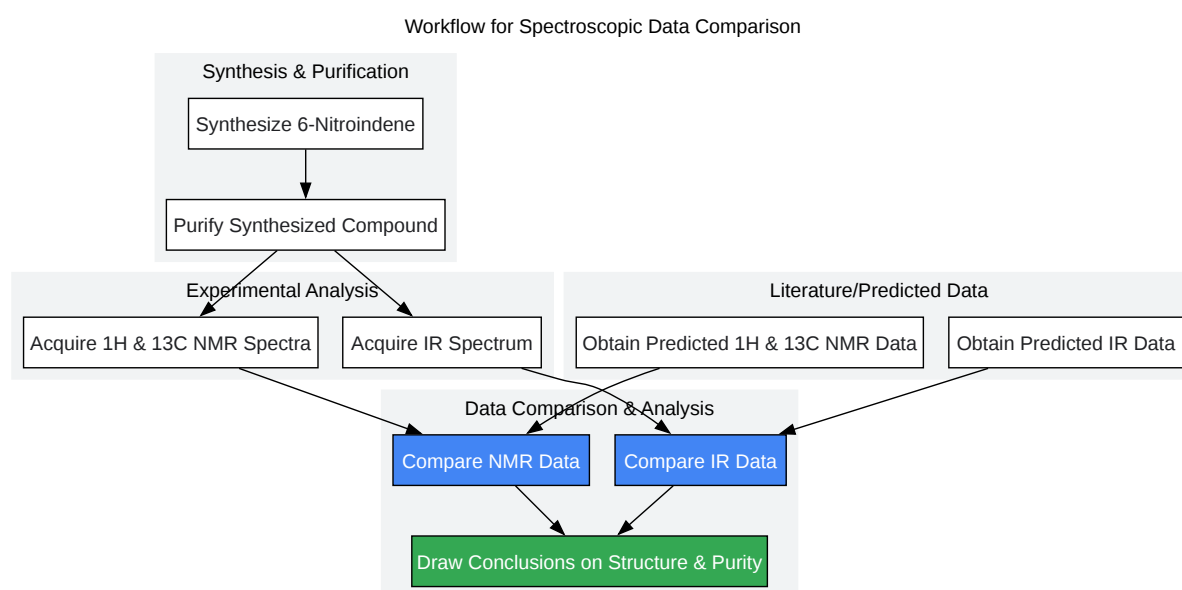 Workflow for Spectroscopic Data Comparison
Synthesis & Purification
Synthesize 6-Nitroindene
Purify Synthesized Compound
Experimental Analysis
Literature/Predicted Data
Acquire 1H & 13C NMR Spectra
Acquire IR Spectrum
Obtain Predicted 1H & 13C NMR Data
Obtain Predicted IR Data
Data Comparison & Analysis
Compare NMR Data
Compare IR Data
Draw Conclusions on Structure & Purity